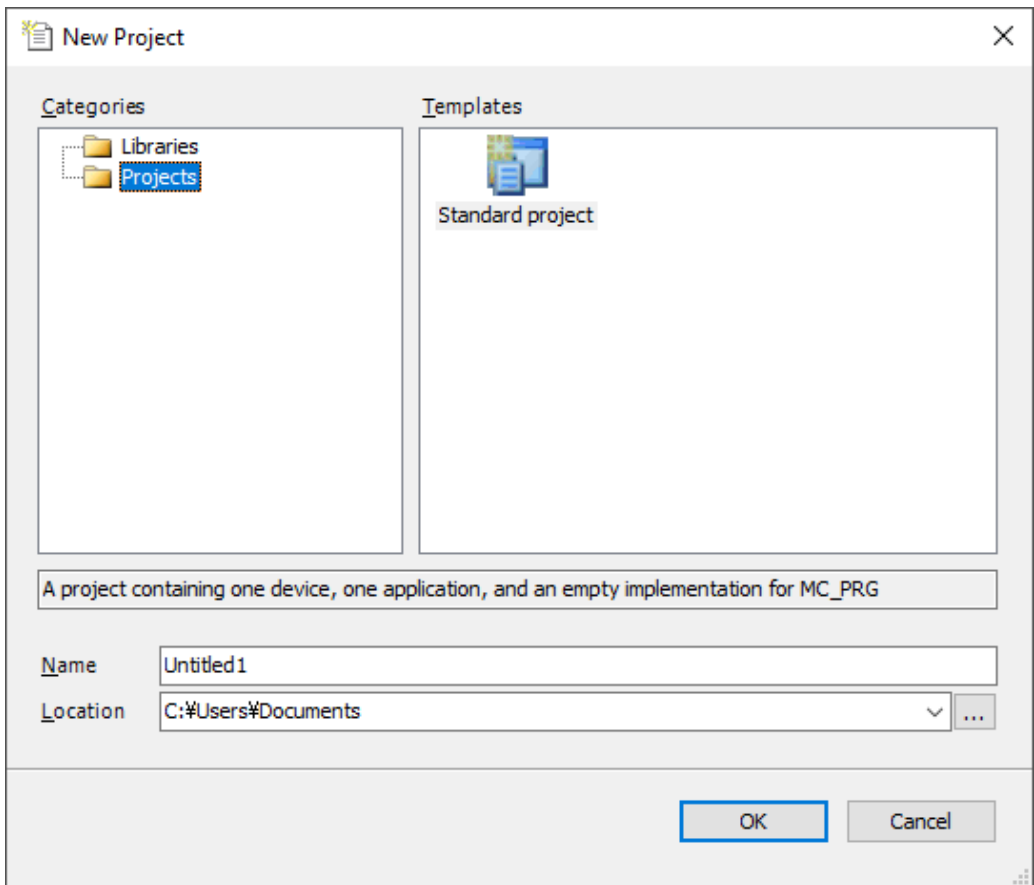 New Project
Categories
Templates
Libraries
Projects
Standard project
A project containing one device, one application, and an empty implementation for MC_PRG
Name
Untitled1
Location
C:¥Users¥Documents
...
OK
Cancel